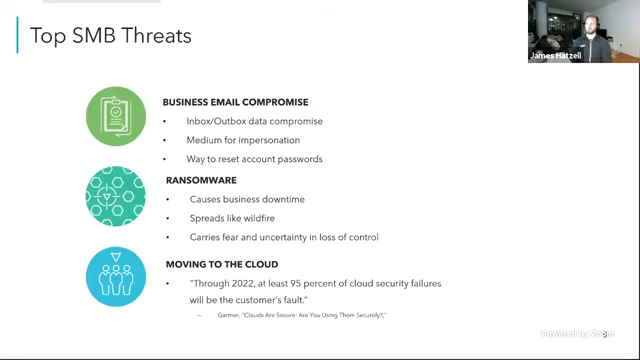 Top SMB Threats
James Hatzell
BUSINESS EMAIL COMPROMISE
• Inbox/Outbox data compromise
• Medium for impersonation
• Way to reset account passwords
RANSOMWARE
• Causes business downtime
• Spreads like wildfire
• Carries fear and uncertainty in loss of control
MOVING TO THE CLOUD
• "Through 2022, at least 95 percent of cloud security failures
will be the customer's fault."
– Gartner, "Clouds Are Secure: Are You Using Them Securely?,"
Powered by Zoom